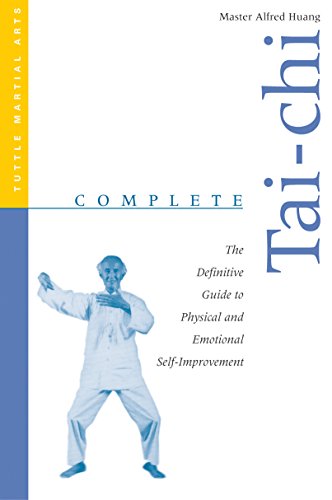 Master Alfred Huang
TUTTLE MARTIAL ARTS
COMPLETE
Tai-chi
The
Definitive
Guide to
Physical and
Emotional
Self-Improvement